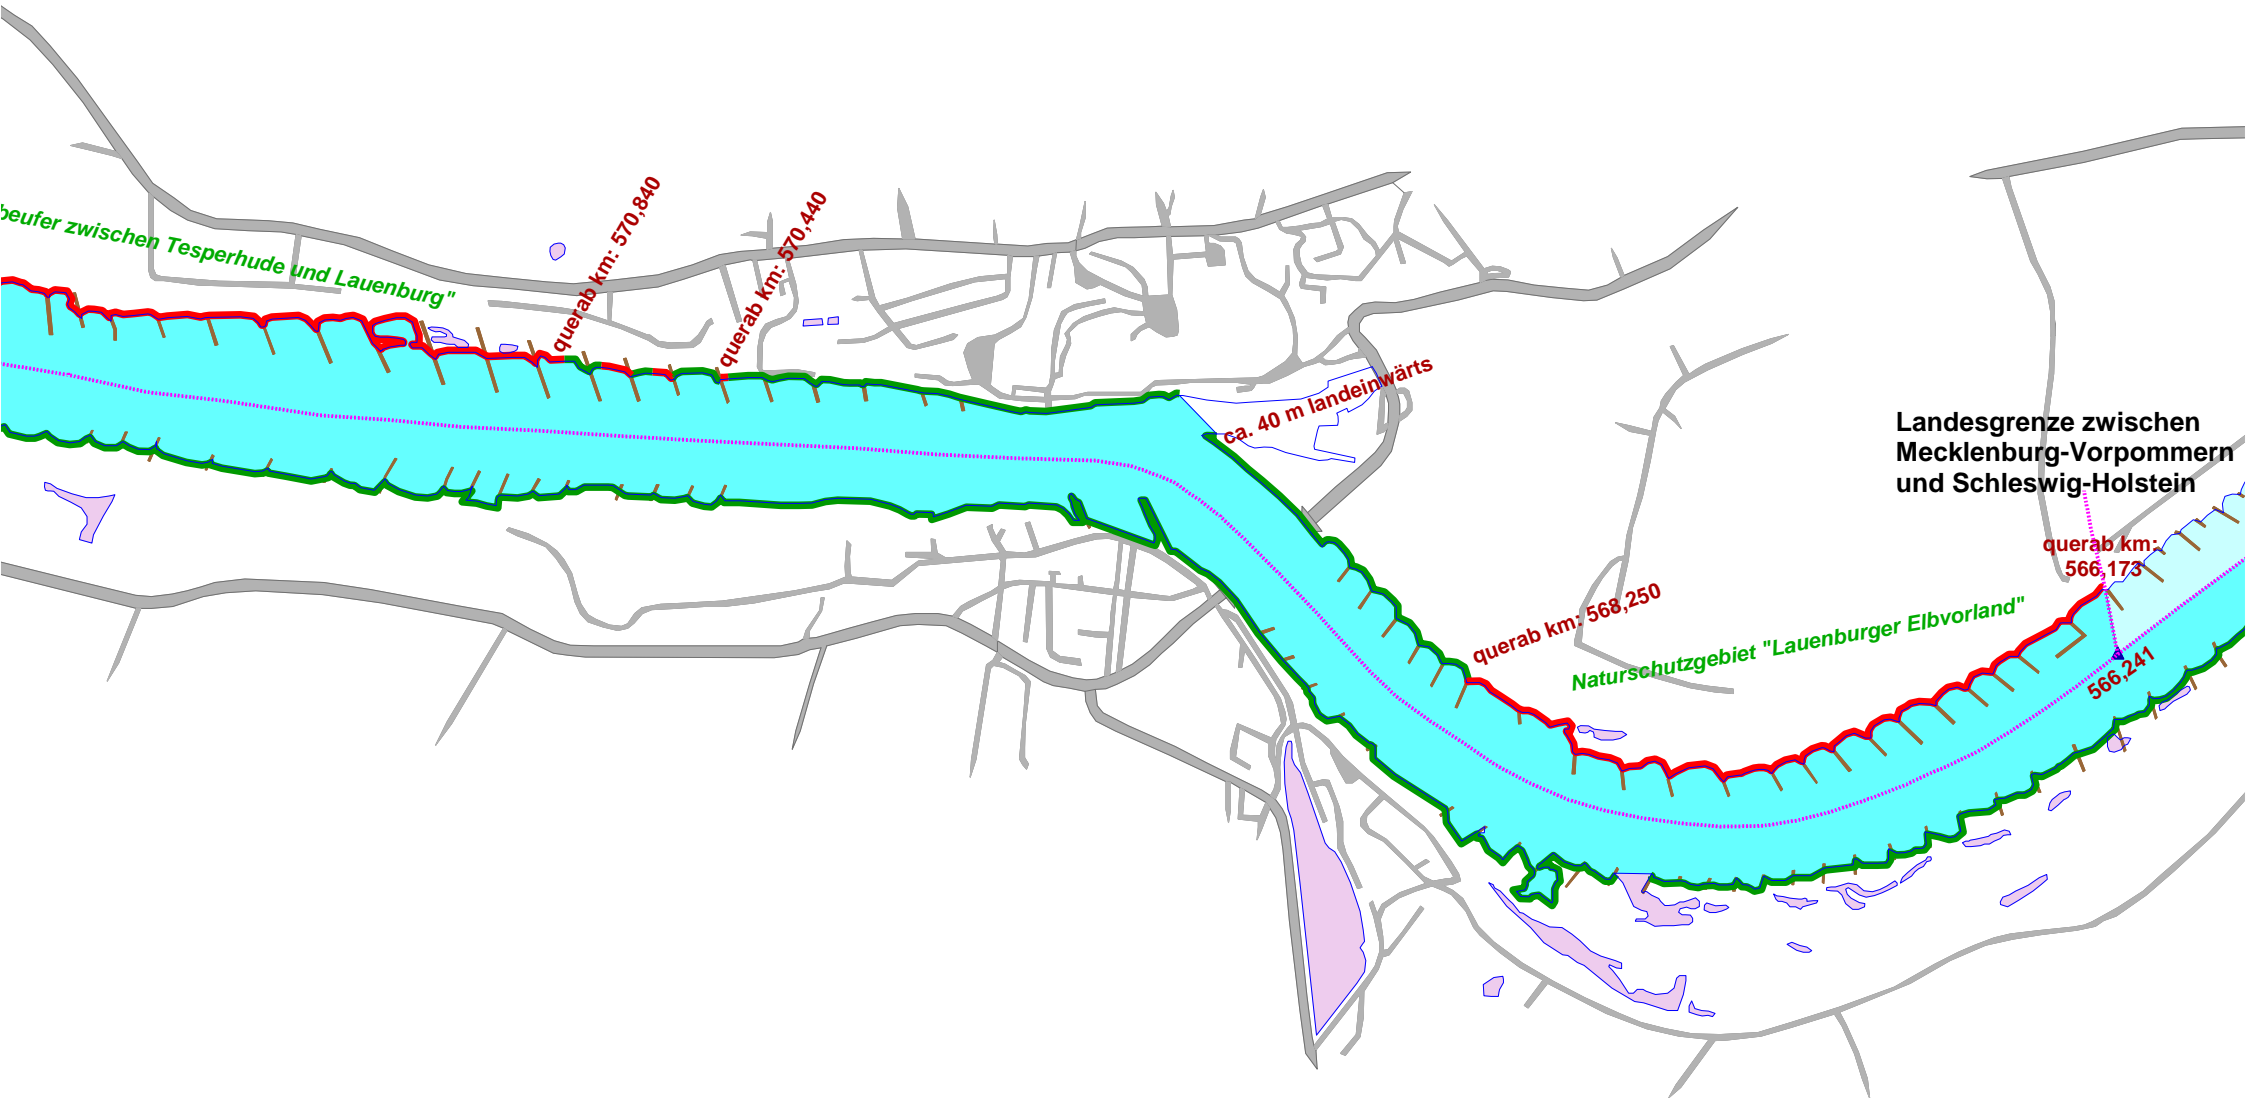 beufer zwischen Tesperhude und Lauenburg"
querab km: 570,840
querab km: 570,440
ca. 40 m landeinwärts
querab km: 568,250
Naturschutzgebiet "Lauenburger Elbvorland"
Landesgrenze zwischen
Mecklenburg-Vorpommern
und Schleswig-Holstein
querab km:
566,173
566,241